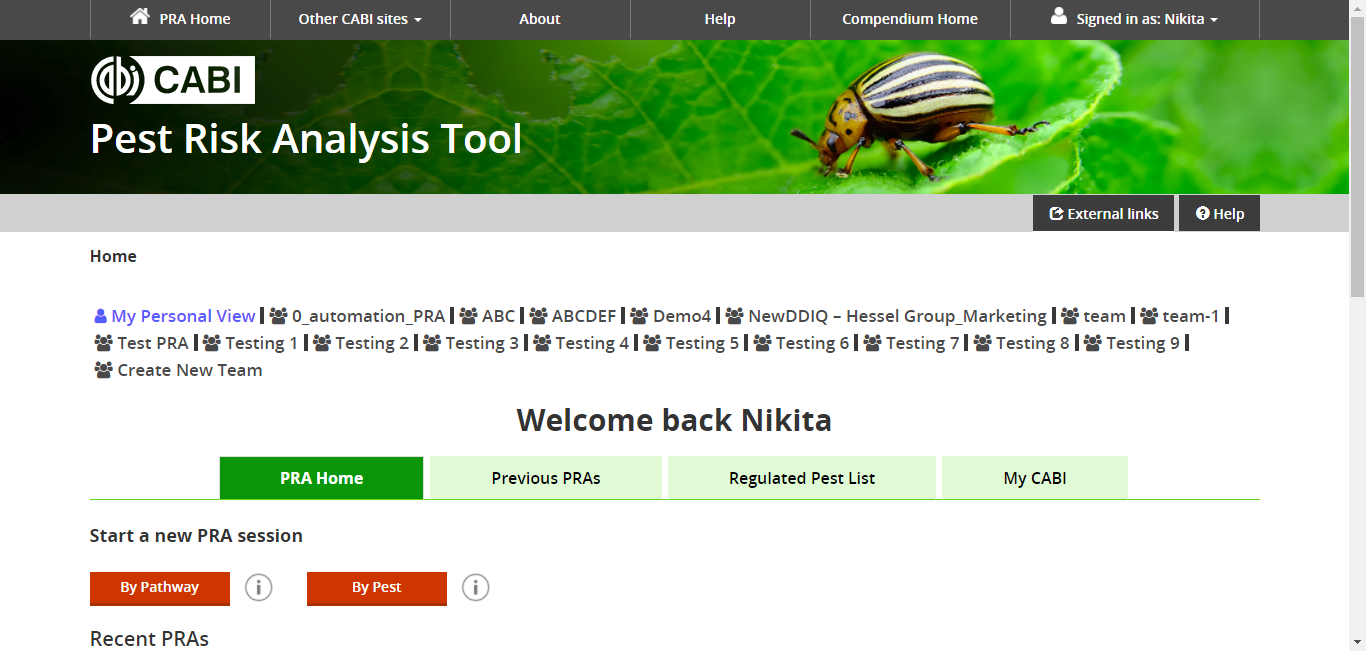 PRA Home Other CABI sites About Help Compendium Home Signed in as: Nikita
CABI
Pest Risk Analysis Tool
External links Help
Home
My Personal View | 0_automation_PRA | ABC | ABCDEF | Demo4 | NewDDIQ – Hessel Group_Marketing | team | team-1 |
Test PRA | Testing 1 | Testing 2 | Testing 3 | Testing 4 | Testing 5 | Testing 6 | Testing 7 | Testing 8 | Testing 9 |
Create New Team
Welcome back Nikita
PRA Home Previous PRAs Regulated Pest List My CABI
Start a new PRA session
By Pathway i By Pest i
Recent PRAs